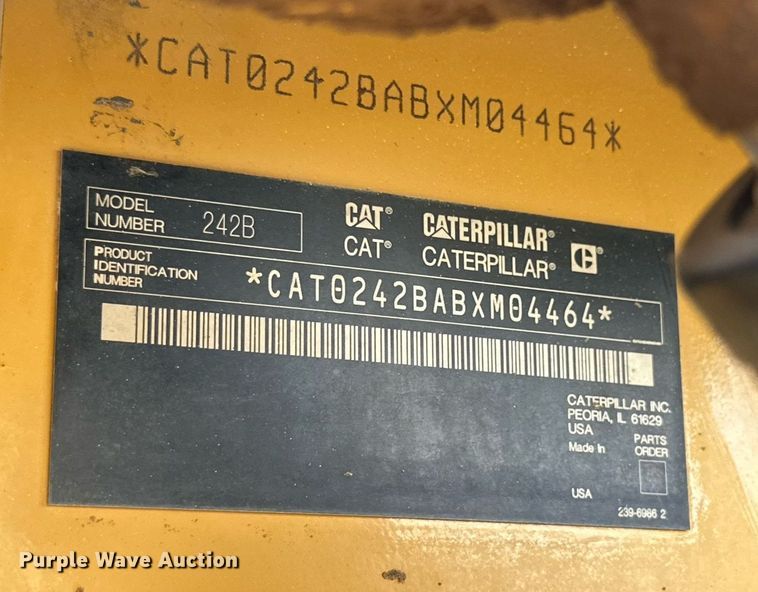 *CAT0242BABXM04464*
MODEL
NUMBER 242B
CAT® CATERPILLAR®
CAT® CATERPILLAR® C®
PRODUCT
IDENTIFICATION
NUMBER
*CAT0242BABXM04464*
CATERPILLAR INC.
PEORIA, IL 61629
USA
Made in
PARTS
ORDER
USA
239-6966 2
Purple Wave Auction